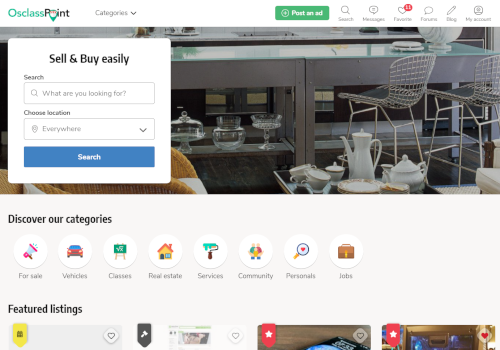 OsclassPoint
Categories
Post an ad
Search
Messages
11
Favorite
Forums
Blog
My account
Sell & Buy easily
Search
What are you looking for?
Choose location
Everywhere
Search
Discover our categories
For sale
Vehicles
Classes
Real estate
Services
Community
Personals
Jobs
Featured listings